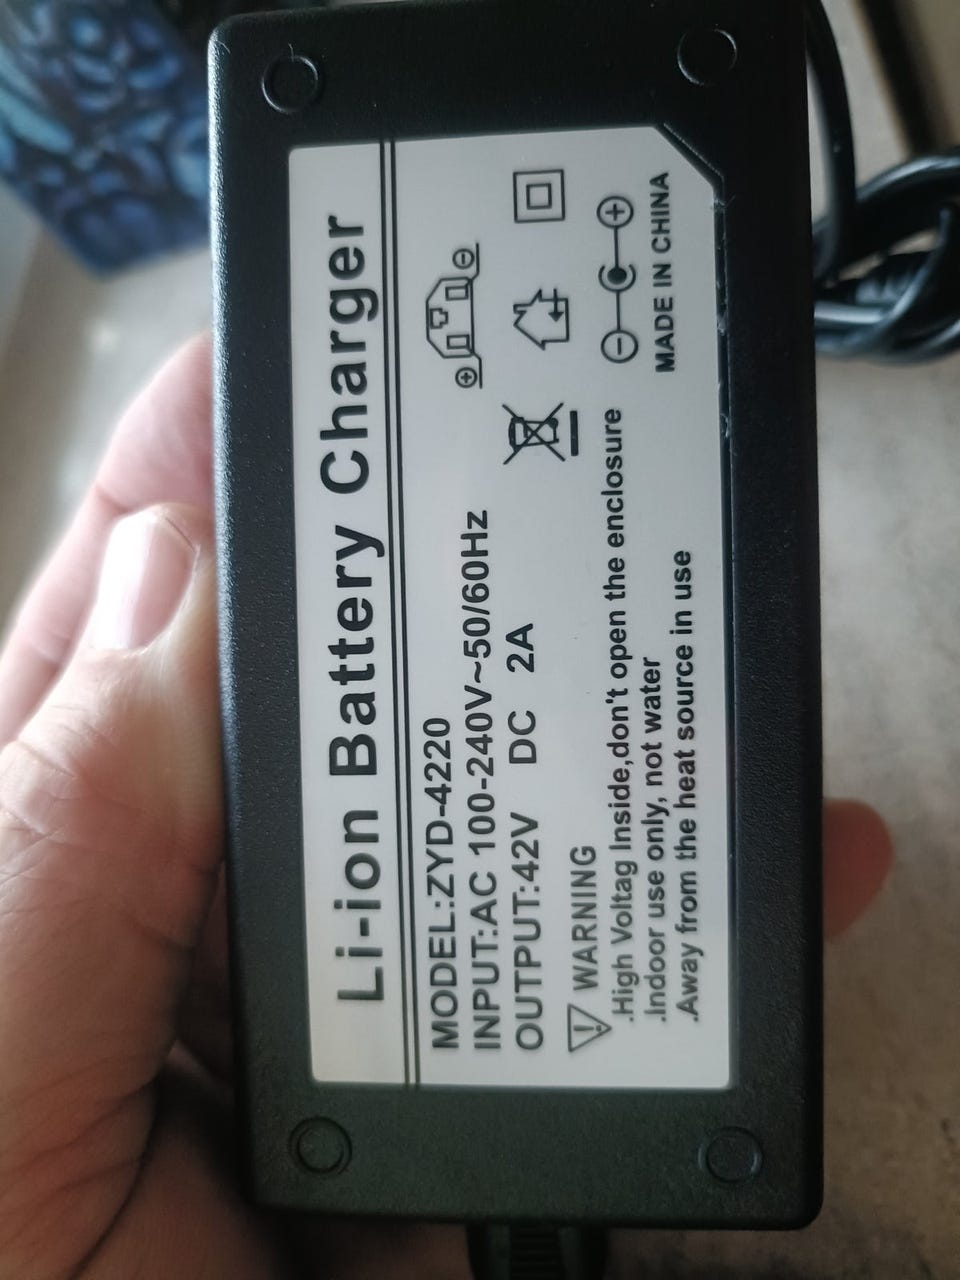 Li-ion Battery Charger
MODEL:ZYD-4220
INPUT:AC 100-240V~50/60Hz
OUTPUT:42V DC 2A
WARNING
.High Voltag Inside,don't open the enclosure
.Indoor use only, not water
.Away from the heat source in use
MADE IN CHINA